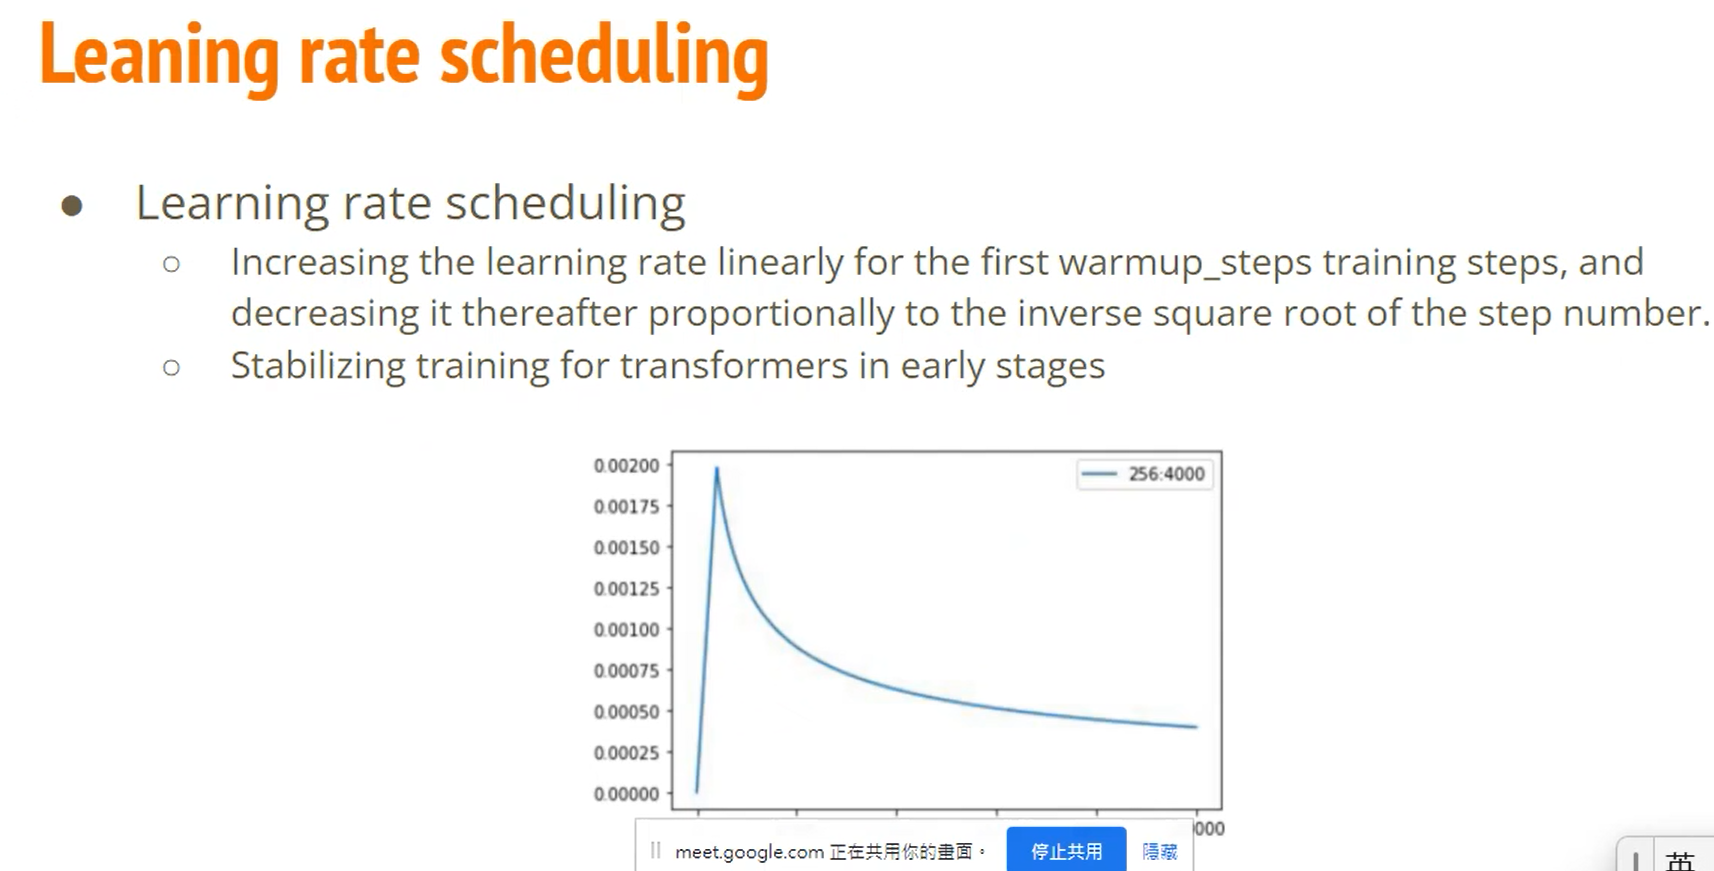 Leaning rate scheduling
● Learning rate scheduling
○ Increasing the learning rate linearly for the first warmup_steps training steps, and
decreasing it thereafter proportionally to the inverse square root of the step number.
○ Stabilizing training for transformers in early stages
0.00200
256:4000
0.00175
0.00150
0.00125
0.00100
0.00075
0.00050
0.00025
0.00000
000
meet.google.com 正在共用你的畫面。 停止共用 隱藏
英